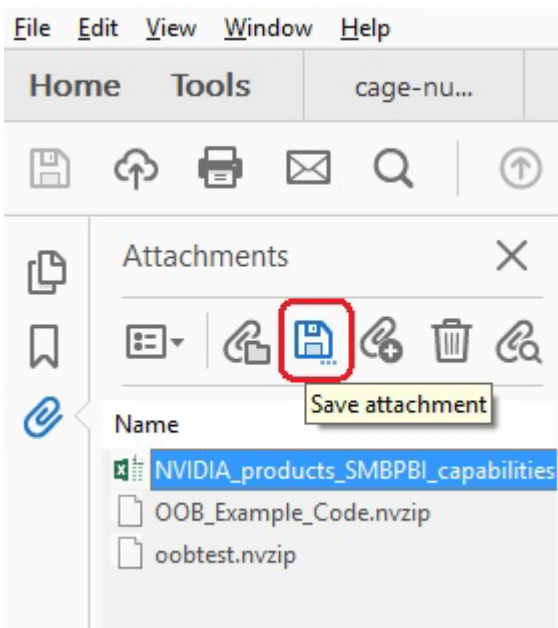 File Edit View Window Help
Home Tools cage-nu...
Attachments
Save attachment
Name
NVIDIA_products_SMBPBI_capabilities
OOB_Example_Code.nvzip
oobtest.nvzip